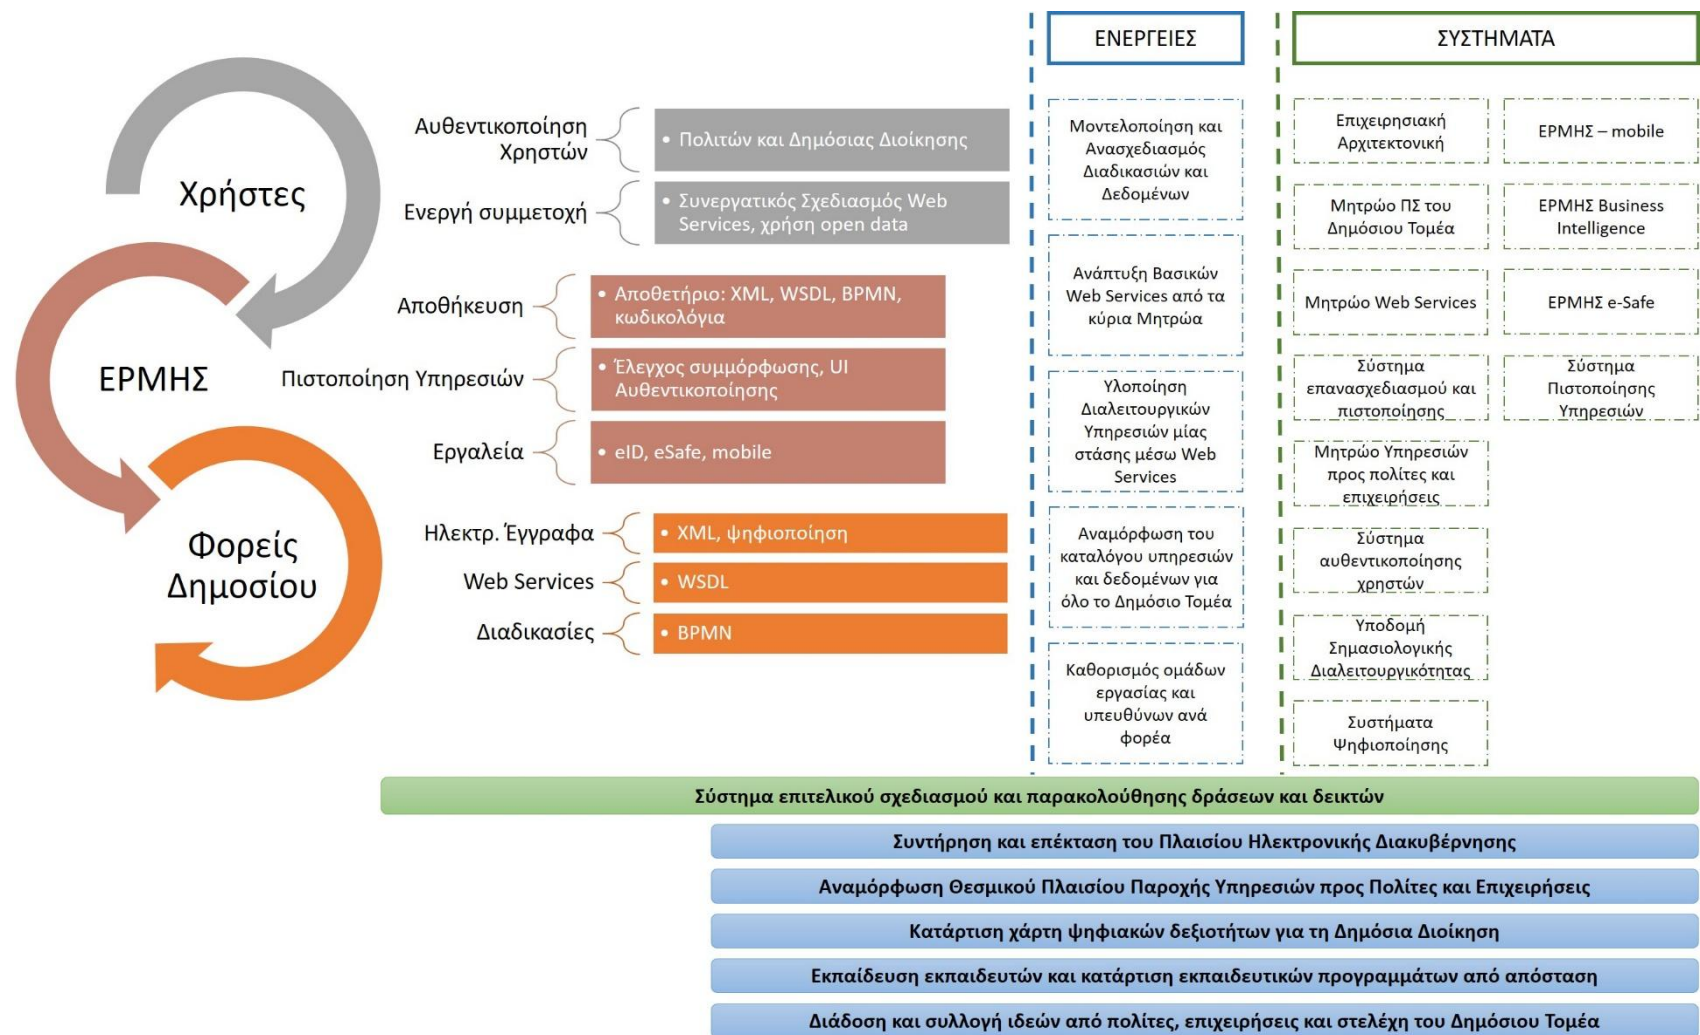 Χρήστες
ΕΡΜΗΣ
Φορείς
Δημοσίου
Αυθεντικοποίηση
Χρηστών
• Πολιτών και Δημόσιας Διοίκησης
Ενεργή συμμετοχή
• Συνεργατικός Σχεδιασμός Web
Services, χρήση open data
Αποθήκευση
• Αποθετήριο: XML, WSDL, BPMN,
κωδικολόγια
Πιστοποίηση Υπηρεσιών
• Έλεγχος συμμόρφωσης, UI
Αυθεντικοποίησης
Εργαλεία
• eID, eSafe, mobile
Ηλεκτρ. Έγγραφα
• XML, ψηφιοποίηση
Web Services
• WSDL
Διαδικασίες
• BPMN
ΕΝΕΡΓΕΙΕΣ
Μοντελοποίηση και
Ανασχεδιασμός
Διαδικασιών και
Δεδομένων
Ανάπτυξη Βασικών
Web Services από τα
κύρια Μητρώα
Υλοποίηση
Διαλειτουργικών
Υπηρεσιών μίας
στάσης μέσω Web
Services
Αναμόρφωση του
καταλόγου υπηρεσιών
και δεδομένων για
όλο το Δημόσιο Τομέα
Καθορισμός ομάδων
εργασίας και
υπευθύνων ανά
φορέα
ΣΥΣΤΗΜΑΤΑ
Επιχειρησιακή
Αρχιτεκτονική
Μητρώο ΠΣ του
Δημόσιου Τομέα
Μητρώο Web Services
Σύστημα
επανασχεδιασμού και
πιστοποίησης
Μητρώο Υπηρεσιών
προς πολίτες και
επιχειρήσεις
Σύστημα
αυθεντικοποίησης
χρηστών
Υποδομή
Σημασιολογικής
Διαλειτουργικότητας
Συστήματα
Ψηφιοποίησης
ΕΡΜΗΣ – mobile
ΕΡΜΗΣ Business
Intelligence
ΕΡΜΗΣ e-Safe
Σύστημα
Πιστοποίησης
Υπηρεσιών
Σύστημα επιτελικού σχεδιασμού και παρακολούθησης δράσεων και δεικτών
Συντήρηση και επέκταση του Πλαισίου Ηλεκτρονικής Διακυβέρνησης
Αναμόρφωση Θεσμικού Πλαισίου Παροχής Υπηρεσιών προς Πολίτες και Επιχειρήσεις
Κατάρτιση χάρτη ψηφιακών δεξιοτήτων για τη Δημόσια Διοίκηση
Εκπαίδευση εκπαιδευτών και κατάρτιση εκπαιδευτικών προγραμμάτων από απόσταση
Διάδοση και συλλογή ιδεών από πολίτες, επιχειρήσεις και στελέχη του Δημόσιου Τομέα